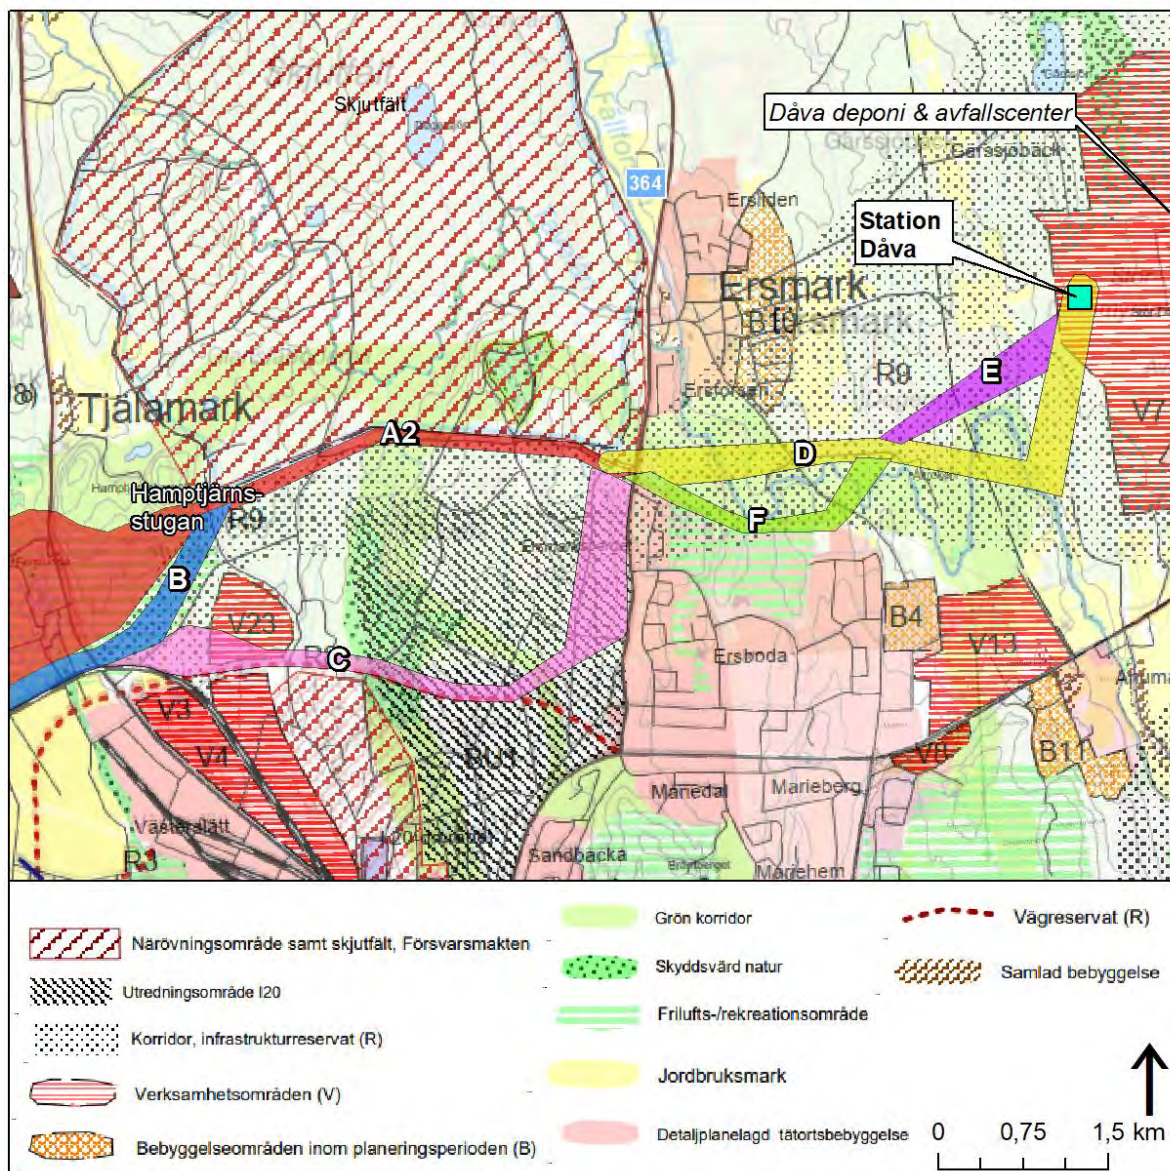 Skjutfält
Dåva deponi & avfallscenter
Gärssjöbäck
364
Ersliden
Station
Dåva
Ersmark
R9
E
V7
Tjälamark
A2
Ersforsen
D
Hamptjärns-
stugan
R9
F
B
V23
B4
V13
C
Ersboda
V3
V4
BU1
V8
B11
Mariedal
Marieberg
Västerslätt
R3
Sandbacka
Mariehem
Närövningsområde samt skjutfält, Försvarsmakten
Utredningsområde I20
Korridor, infrastrukturreservat (R)
Verksamhetsområden (V)
Bebyggelseområden inom planeringsperioden (B)
Grön korridor
Skyddsvärd natur
Frilufts-/rekreationsområde
Jordbruksmark
Detaljplanelagd tätortsbebyggelse
Vägreservat (R)
Samlad bebyggelse
0 0,75 1,5 km